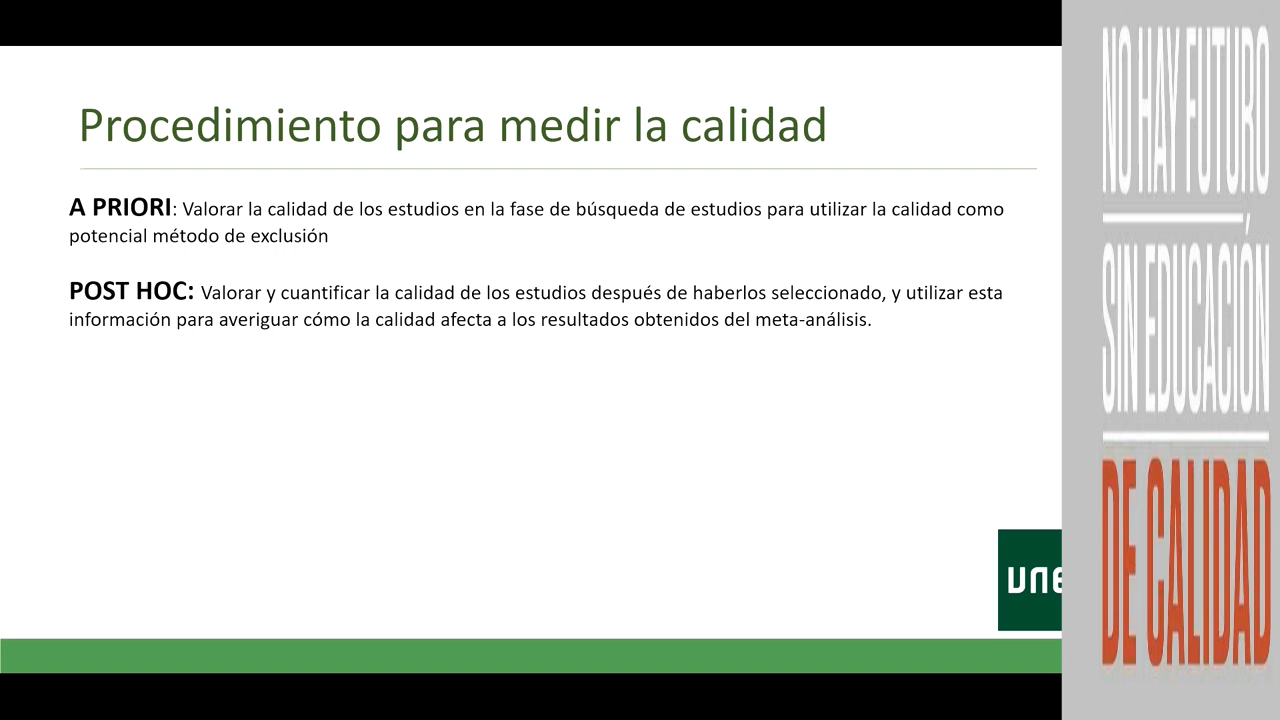 Procedimiento para medir la calidad
A PRIORI: Valorar la calidad de los estudios en la fase de búsqueda de estudios para utilizar la calidad como
potencial método de exclusión
POST HOC: Valorar y cuantificar la calidad de los estudios después de haberlos seleccionado, y utilizar esta
información para averiguar cómo la calidad afecta a los resultados obtenidos del meta-análisis.
NO HAY FUTURO
SIN EDUCACIÓN
DE CALIDAD